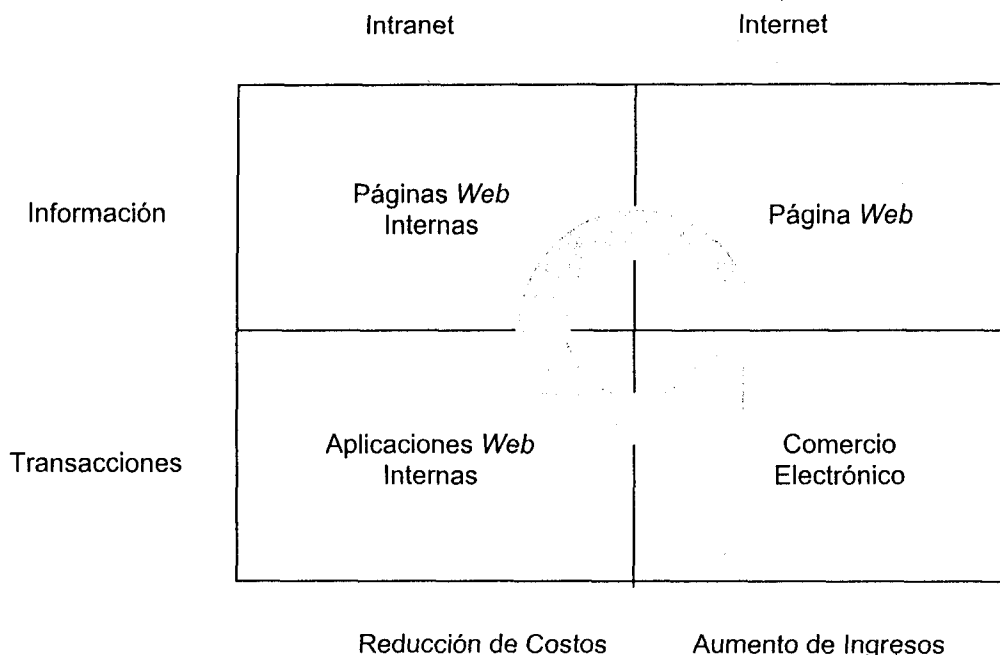 Intranet Internet
Información
Páginas Web
Internas
Página Web
Transacciones
Aplicaciones Web
Internas
Comercio
Electrónico
Reducción de Costos Aumento de Ingresos